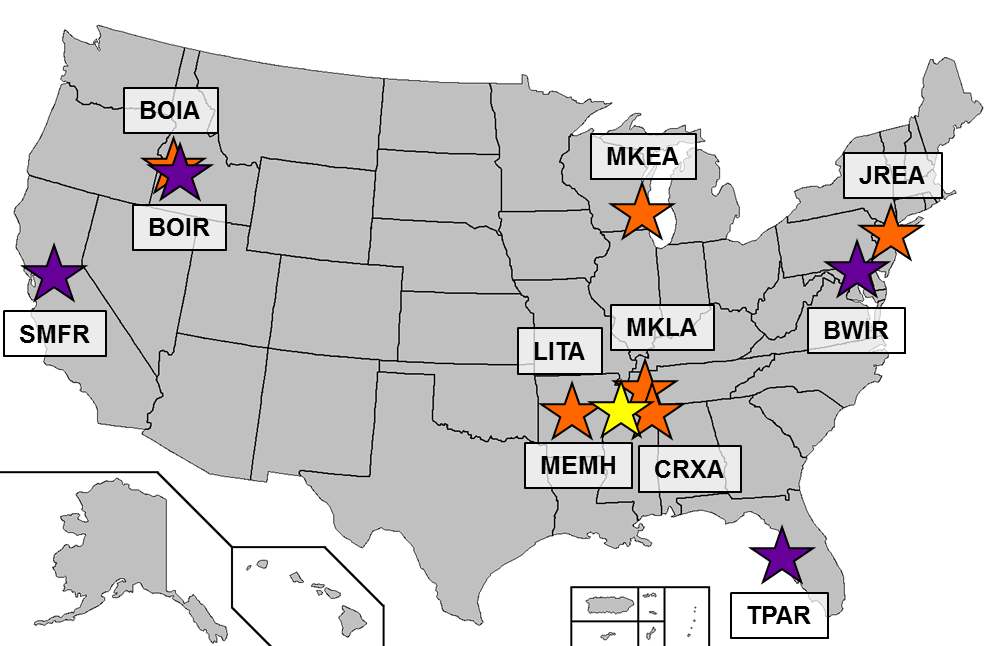 BOIA
MKEA
JREA
BOIR
SMFR
MKLA
BWIR
LITA
MEMH
CRXA
TPAR